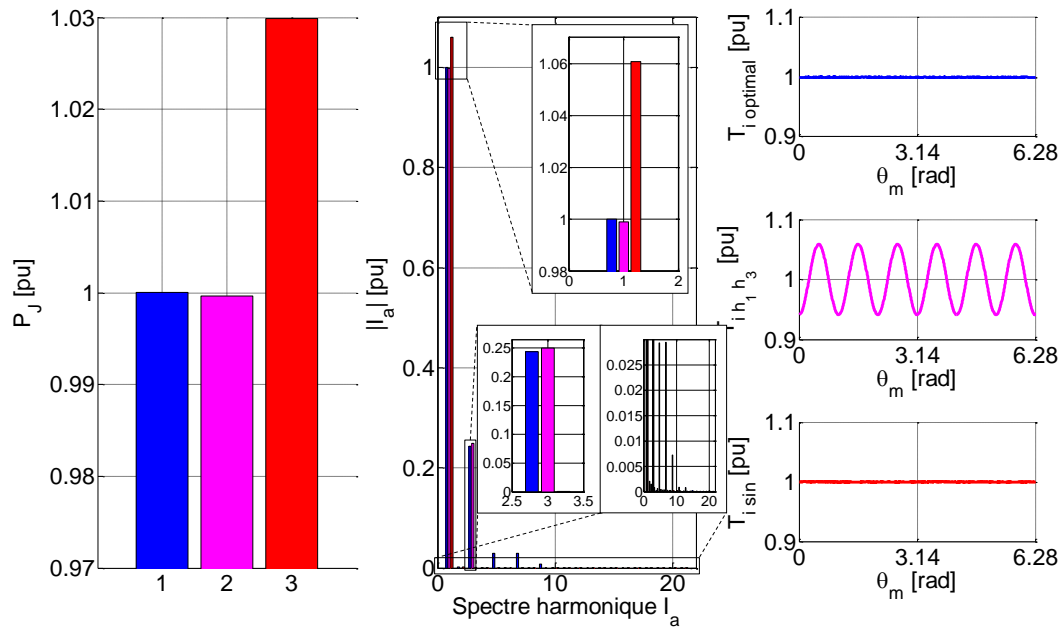 P_J [pu]
1.03
1.02
1.01
1
0.99
0.98
0.97
1 2 3
|I_a| [pu]
1
0.8
0.6
0.4
0.2
0
0 10 20
Spectre harmonique I_a
1.06
1.04
1.02
1
0.98
0 1 2
0.25
0.2
0.15
0.1
0.05
0
2.5 3 3.5
0.025
0.02
0.015
0.01
0.005
0
0 10 20
T_i optimal [pu]
1.1
1
0.9
0 3.14 6.28
θ_m [rad]
i h_1 h_3 [pu]
1.1
1
0.9
0 3.14 6.28
θ_m [rad]
T_i sin [pu]
1.1
1
0.9
0 3.14 6.28
θ_m [rad]